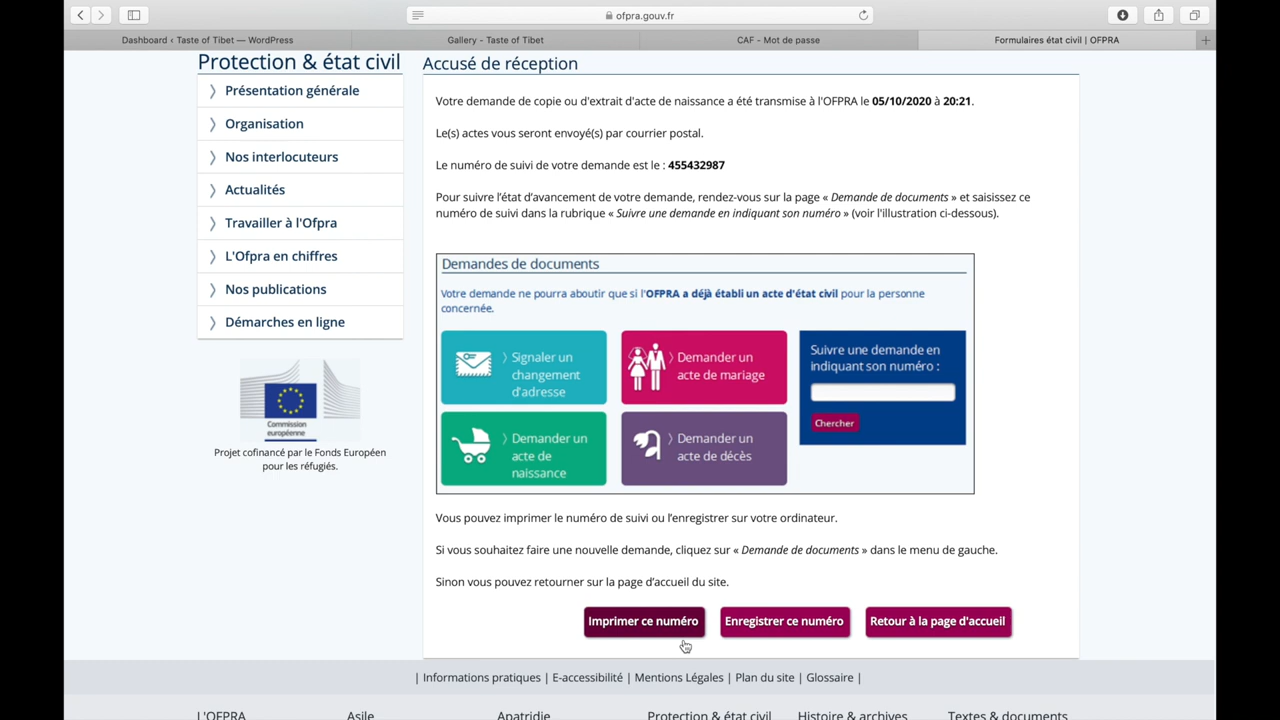 ofpra.gouv.fr
Dashboard ‹ Taste of Tibet — WordPress
Gallery - Taste of Tibet
CAF - Mot de passe
Formulaires état civil | OFPRA
Protection & état civil
Présentation générale
Organisation
Nos interlocuteurs
Actualités
Travailler à l'Ofpra
L'Ofpra en chiffres
Nos publications
Démarches en ligne
Commission
européenne
Projet cofinancé par le Fonds Européen
pour les réfugiés.
Accusé de réception
Votre demande de copie ou d'extrait d'acte de naissance a été transmise à l'OFPRA le 05/10/2020 à 20:21.
Le(s) actes vous seront envoyé(s) par courrier postal.
Le numéro de suivi de votre demande est le : 455432987
Pour suivre l’état d’avancement de votre demande, rendez-vous sur la page « Demande de documents » et saisissez ce
numéro de suivi dans la rubrique « Suivre une demande en indiquant son numéro » (voir l'illustration ci-dessous).
Demandes de documents
Votre demande ne pourra aboutir que si l'OFPRA a déjà établi un acte d'état civil pour la personne
concernée.
Signaler un
changement
d'adresse
Demander un
acte de mariage
Suivre une demande en
indiquant son numéro :
Chercher
Demander un
acte de
naissance
Demander un
acte de décès
Vous pouvez imprimer le numéro de suivi ou l’enregistrer sur votre ordinateur.
Si vous souhaitez faire une nouvelle demande, cliquez sur « Demande de documents » dans le menu de gauche.
Sinon vous pouvez retourner sur la page d’accueil du site.
Imprimer ce numéro
Enregistrer ce numéro
Retour à la page d'accueil
| Informations pratiques | E-accessibilité | Mentions Légales | Plan du site | Glossaire |
L'OFPRA
Asile
Apatridie
Protection & état civil
Histoire & archives
Textes & documents